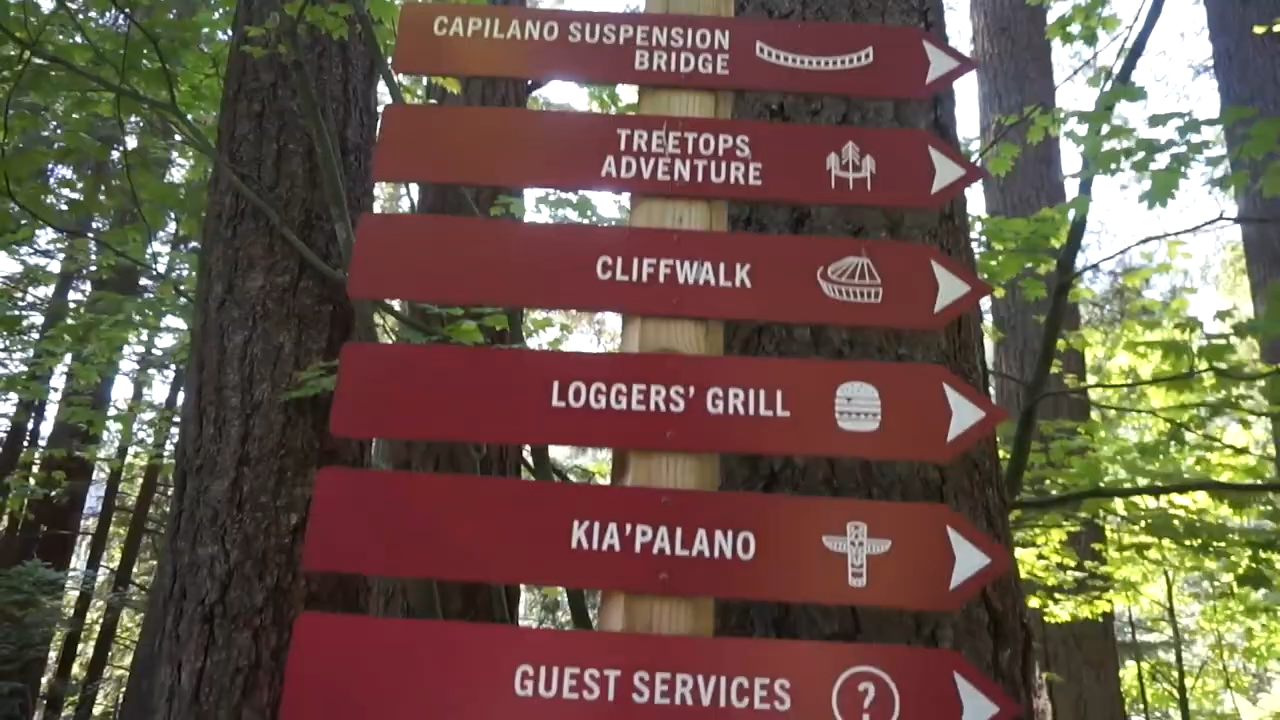 CAPILANO SUSPENSION
BRIDGE
TREETOPS
ADVENTURE
CLIFFWALK
LOGGERS' GRILL
KIA'PALANO
GUEST SERVICES
?